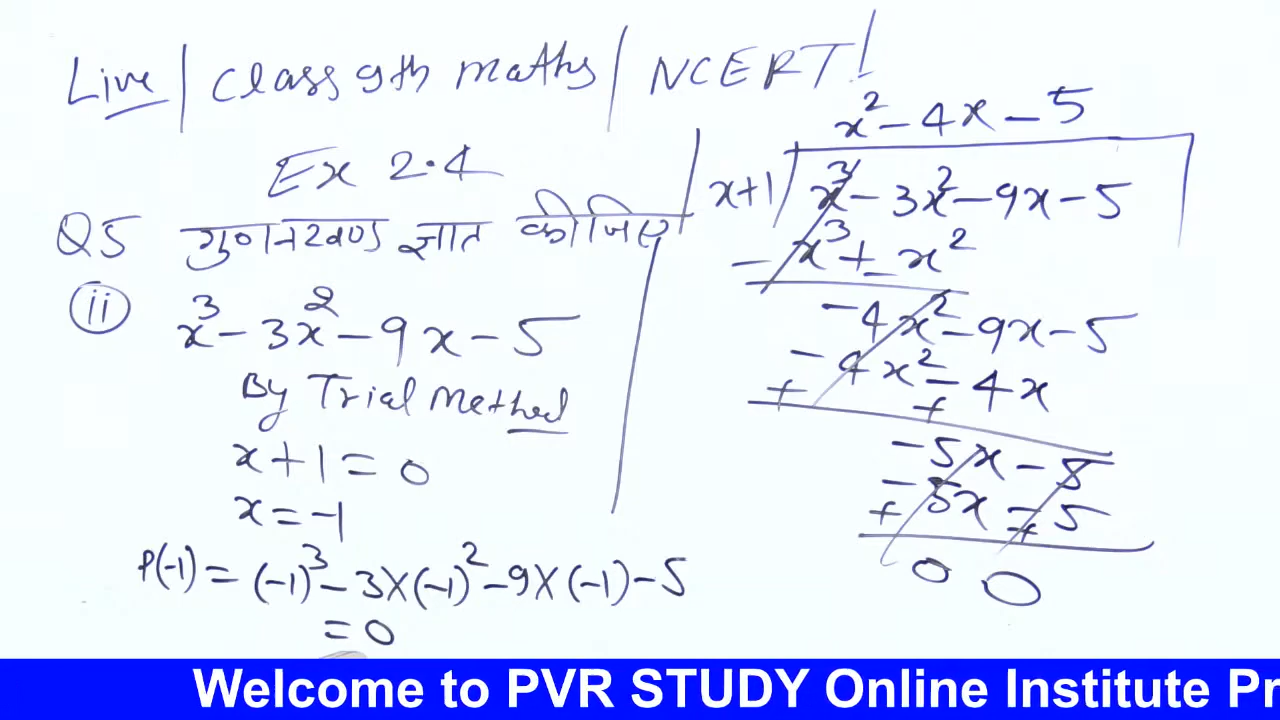 Live / Class 9th maths / NCERT!
Ex 2.4
Q5 गुणनखण्ड ज्ञात कीजिए
ii x³ - 3x² - 9x - 5
By Trial Method
x + 1 = 0
x = -1
P(-1) = (-1)³ - 3 × (-1)² - 9 × (-1) - 5
= 0
x² - 4x - 5
x+1 ) x³ - 3x² - 9x - 5
- x³ + - x²
-4x² - 9x - 5
-4x² - 4x
+ +
-5x - 5
-5x - 5
+ +
0 0
Welcome to PVR STUDY Online Institute Pr